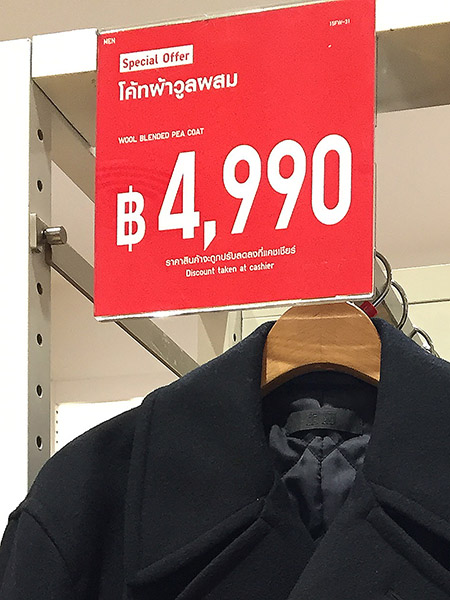 MEN
15FW-31
Special Offer
โค้ทผ้าวูลผสม
WOOL BLENDED PEA COAT
฿4,990
ราคาสินค้าจะถูกปรับลดลงที่แคชเชียร์
Discount taken at cashier